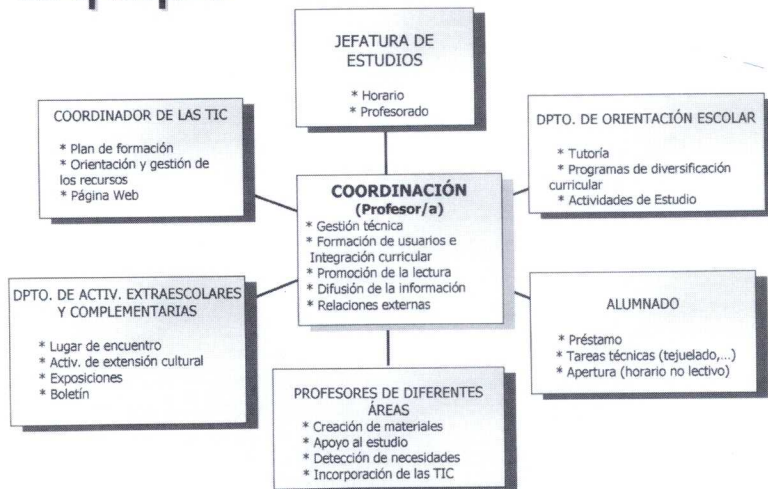 JEFATURA DE
ESTUDIOS
* Horario
* Profesorado
COORDINADOR DE LAS TIC
* Plan de formación
* Orientación y gestión de
los recursos
* Página Web
DPTO. DE ORIENTACIÓN ESCOLAR
* Tutoría
* Programas de diversificación
curricular
* Actividades de Estudio
COORDINACIÓN
(Profesor/a)
* Gestión técnica
* Formación de usuarios e
Integración curricular
* Promoción de la lectura
* Difusión de la información
* Relaciones externas
DPTO. DE ACTIV. EXTRAESCOLARES
Y COMPLEMENTARIAS
* Lugar de encuentro
* Activ. de extensión cultural
* Exposiciones
* Boletín
ALUMNADO
* Préstamo
* Tareas técnicas (tejuelado,...)
* Apertura (horario no lectivo)
PROFESORES DE DIFERENTES
ÁREAS
* Creación de materiales
* Apoyo al estudio
* Detección de necesidades
* Incorporación de las TIC